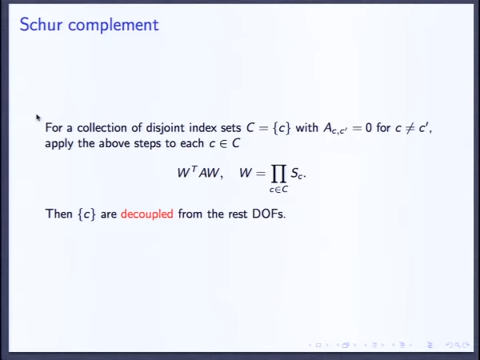 Schur complement
For a collection of disjoint index sets C = {c} with A_{c,c'} = 0 for c ≠ c',
apply the above steps to each c ∈ C
W^T AW, W = ∏_{c∈C} S_c.
Then {c} are decoupled from the rest DOFs.